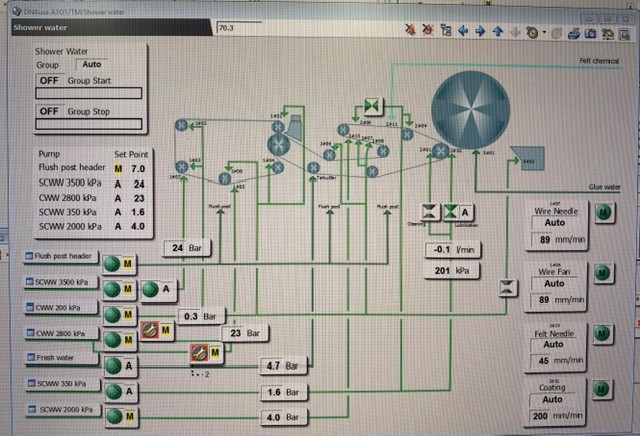 DNAusa A1O1/TM/Shower water
Shower water
70.3
Shower Water
Group Auto
OFF Group Start
OFF Group Stop
Felt chemical
Pump Set Point
Flush post header M 7.0
SCWW 3500 kPa A 24
CWW 2800 kPa A 23
SCWW 350 kPa A 1.6
SCWW 2000 kPa A 4.0
Flush post
Flush post
Flush post
Glue water
A
Lubrication
-0.1 l/min
201 kPa
Wire Needle
Auto
89 mm/min
M
Wire Fan
Auto
89 mm/min
M
Felt Needle
Auto
45 mm/min
M
Coating
Auto
200 mm/min
M
24 Bar
Flush post header M
SCWW 3500 kPa M A
CWW 200 kPa M 0.3 Bar
CWW 2800 kPa M M 23 Bar
M
Fresh water A 4.7 Bar
SCWW 350 kPa A 1.6 Bar
SCWW 2000 kPa M 4.0 Bar